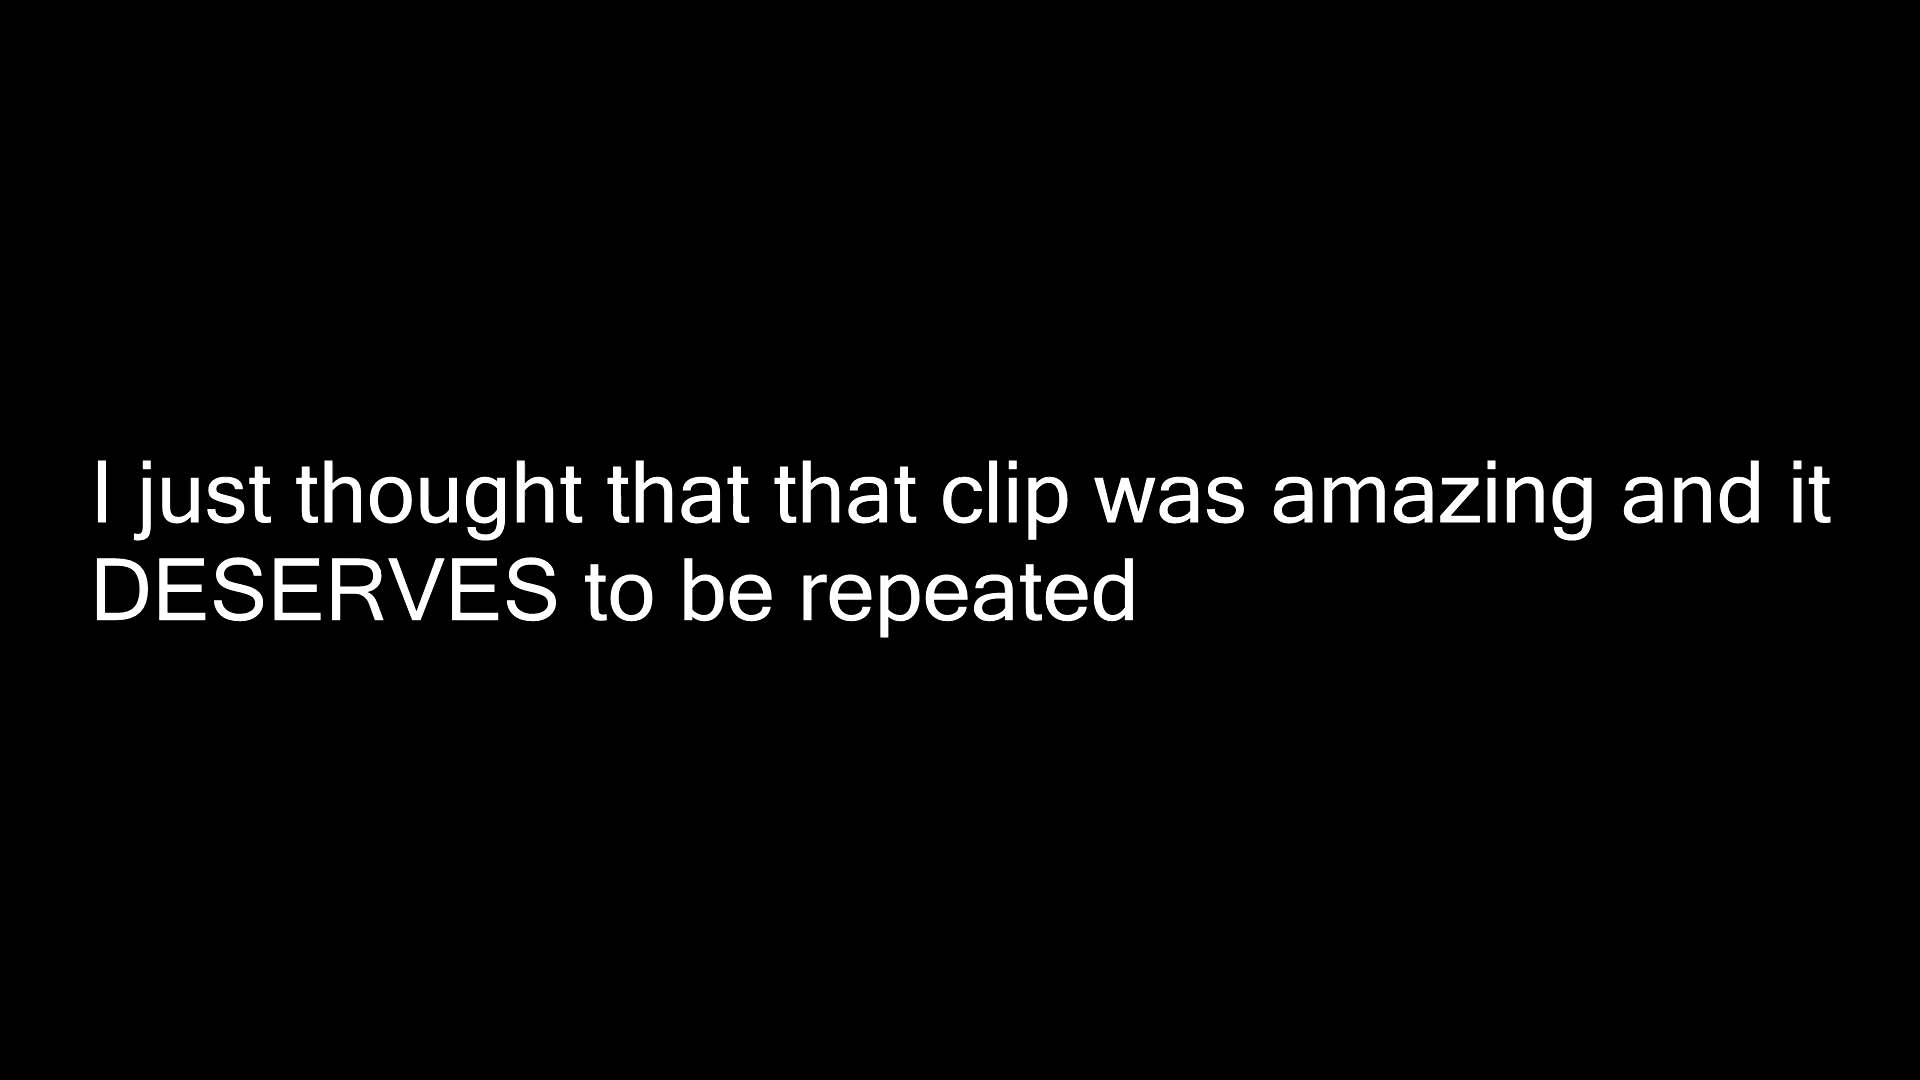 I just thought that that clip was amazing and it
DESERVES to be repeated